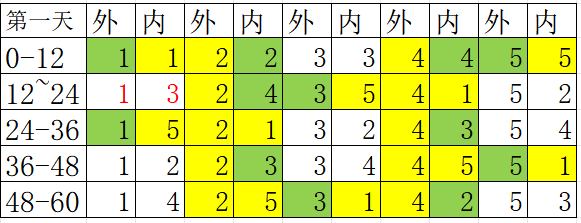 第一天 外 内 外 内 外 内 外 内 外 内
0-12 1 1 2 2 3 3 4 4 5 5
12~24 1 3 2 4 3 5 4 1 5 2
24-36 1 5 2 1 3 2 4 3 5 4
36-48 1 2 2 3 3 4 4 5 5 1
48-60 1 4 2 5 3 1 4 2 5 3